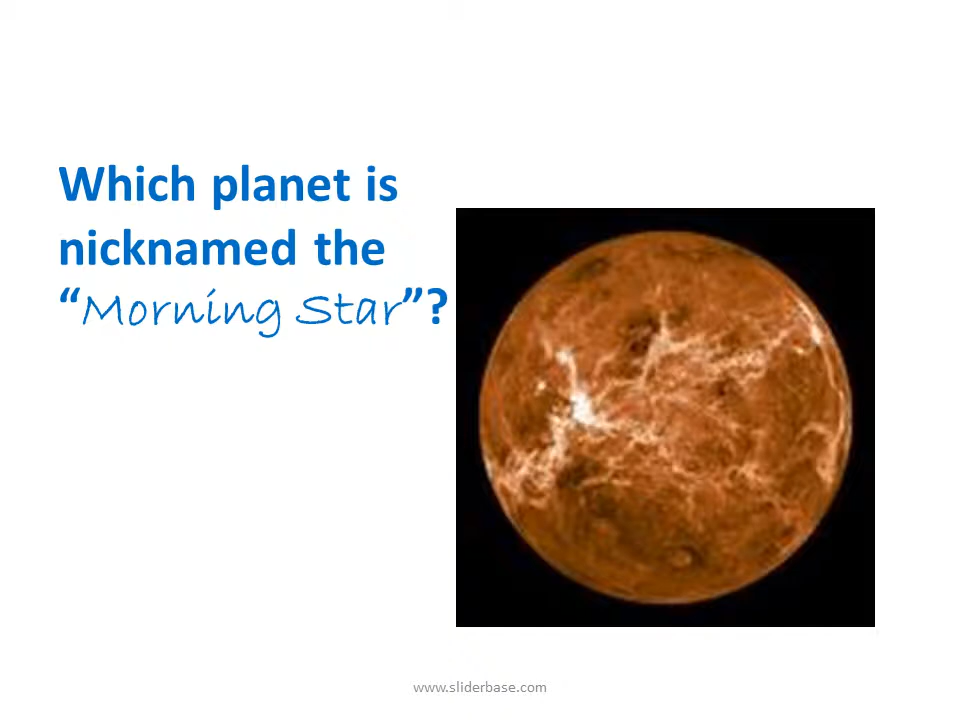 Which planet is
nicknamed the
“Morning Star”?
www.sliderbase.com